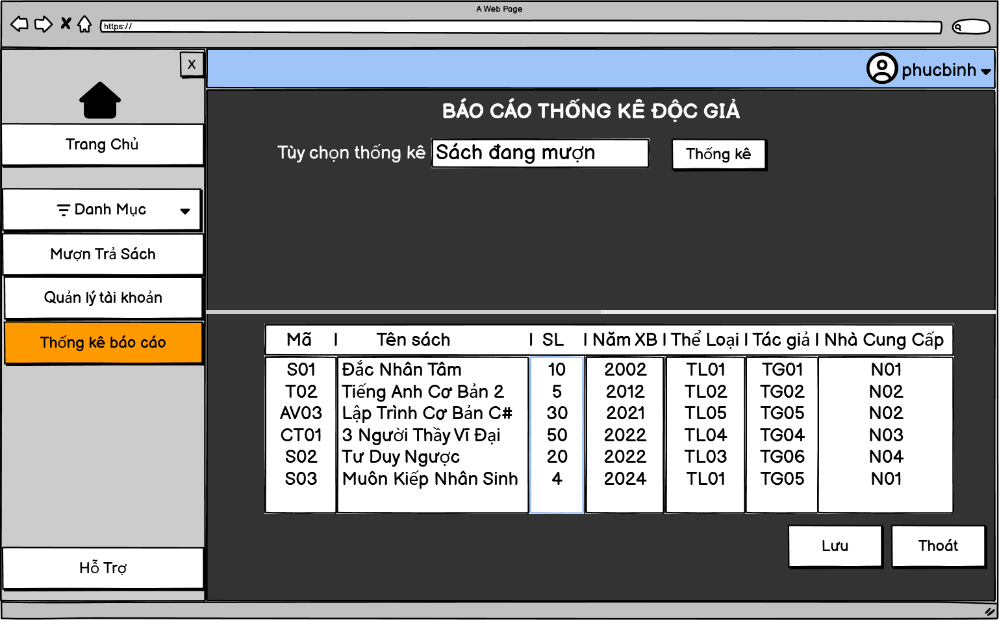 A Web Page
https://
X
phucbinh
Trang Chủ
Danh Mục
Mượn Trả Sách
Quản lý tài khoản
Thống kê báo cáo
Hỗ Trợ
BÁO CÁO THỐNG KÊ ĐỘC GIẢ
Tùy chọn thống kê Sách đang mượn Thống kê
Mã | Tên sách | SL | Năm XB | Thể Loại | Tác giả | Nhà Cung Cấp
S01 Đắc Nhân Tâm 10 2002 TL01 TG01 N01
T02 Tiếng Anh Cơ Bản 2 5 2012 TL02 TG02 N02
AV03 Lập Trình Cơ Bản C# 30 2021 TL05 TG05 N02
CT01 3 Người Thầy Vĩ Đại 50 2022 TL04 TG04 N03
S02 Tư Duy Ngược 20 2022 TL03 TG06 N04
S03 Muôn Kiếp Nhân Sinh 4 2024 TL01 TG05 N01
Lưu Thoát